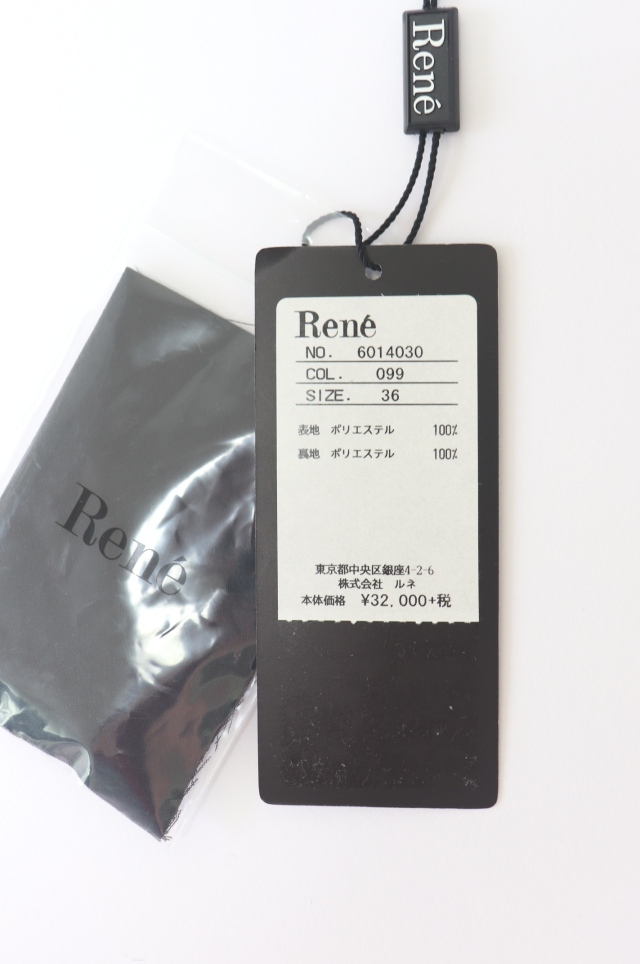 René
René
NO. 6014030
COL. 099
SIZE. 36
表地 ポリエステル 100%
裏地 ポリエステル 100%
東京都中央区銀座4-2-6
株式会社 ルネ
本体価格 ¥32,000+税
René